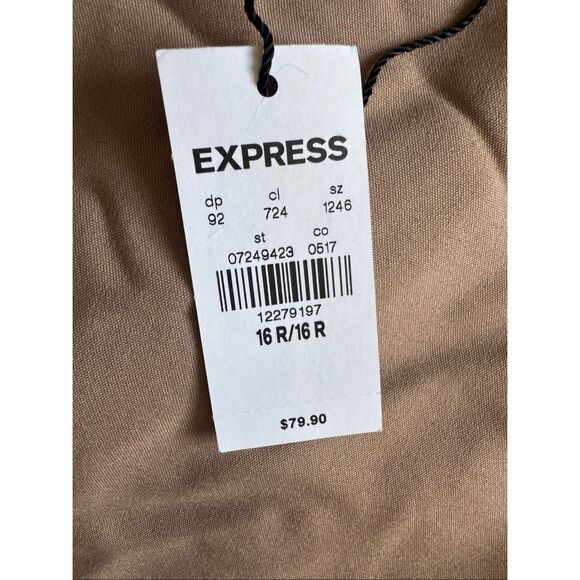 EXPRESS
dp cl sz
92 724 1246
st co
07249423 0517
12279197
16 R/16 R
$79.90